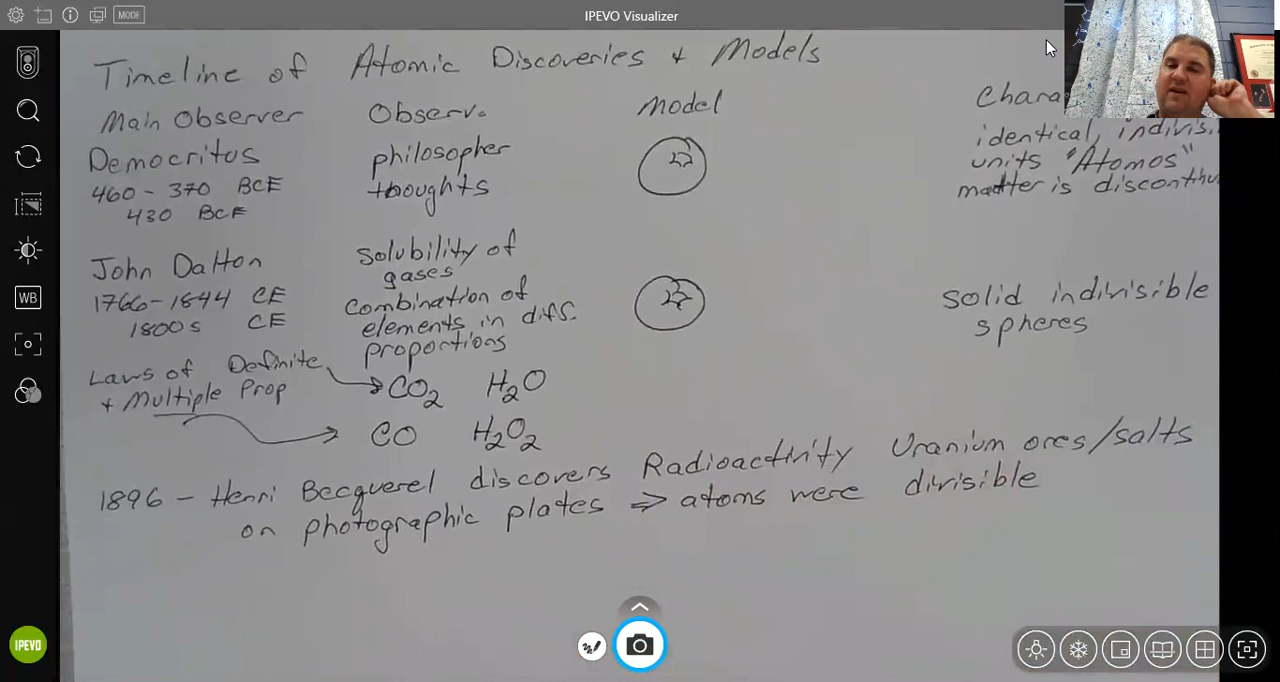 IPEVO Visualizer
MODE
Timeline of Atomic Discoveries + Models
Main Observer Observ. Model Chara
Democritus philosopher thoughts identical, indivisi
460 - 370 BCE units "Atomos"
430 BCE matter is discontinu
John Dalton solubility of gases
1766-1844 CE combination of solid indivisible
1800s CE elements in diff. spheres
proportions
Laws of Definite CO2 H2O
+ Multiple Prop CO H2O2
1896 - Henri Becquerel discovers Radioactivity Uranium ores/salts
on photographic plates => atoms were divisible
WB
IPEVO